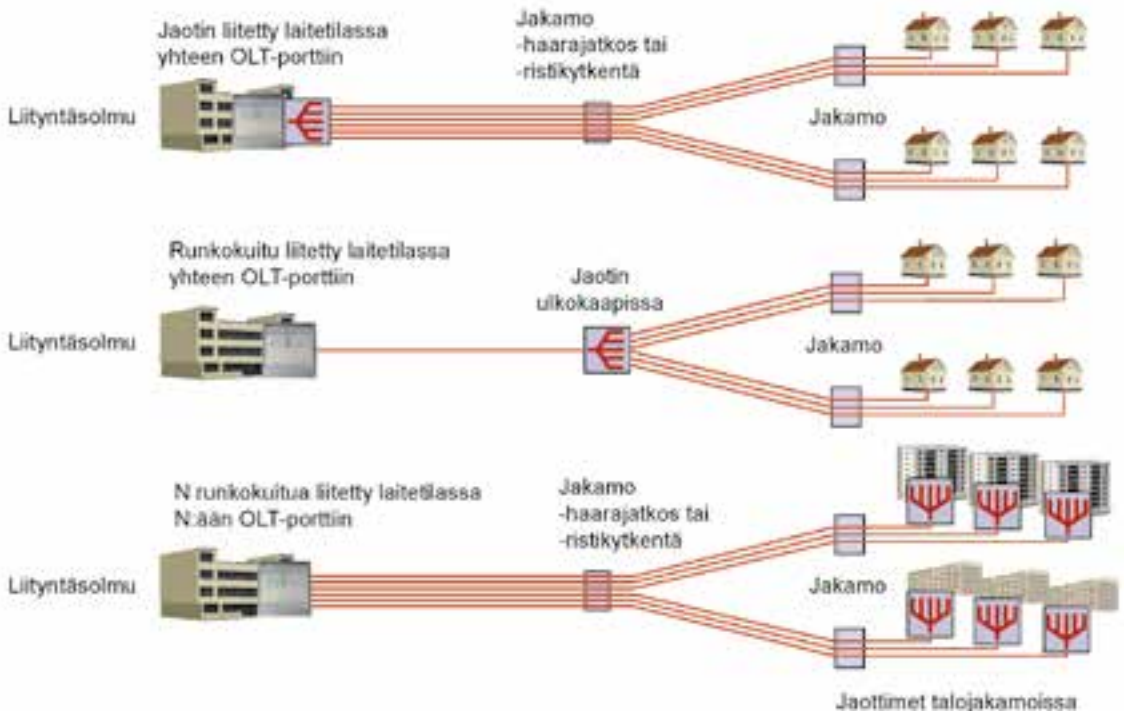 Jaotin liitetty laitetilassa
yhteen OLT-porttiin
Jakamo
-haarajatkos tai
-ristikytkentä
Liityntäsolmu
Jakamo
Runkokuitu liitetty laitetilassa
yhteen OLT-porttiin
Jaotin
ulkokaapissa
Liityntäsolmu
Jakamo
N runkokuitua liitetty laitetilassa
N:ään OLT-porttiin
Jakamo
-haarajatkos tai
-ristikytkentä
Liityntäsolmu
Jakamo
Jaottimet talojakamoissa